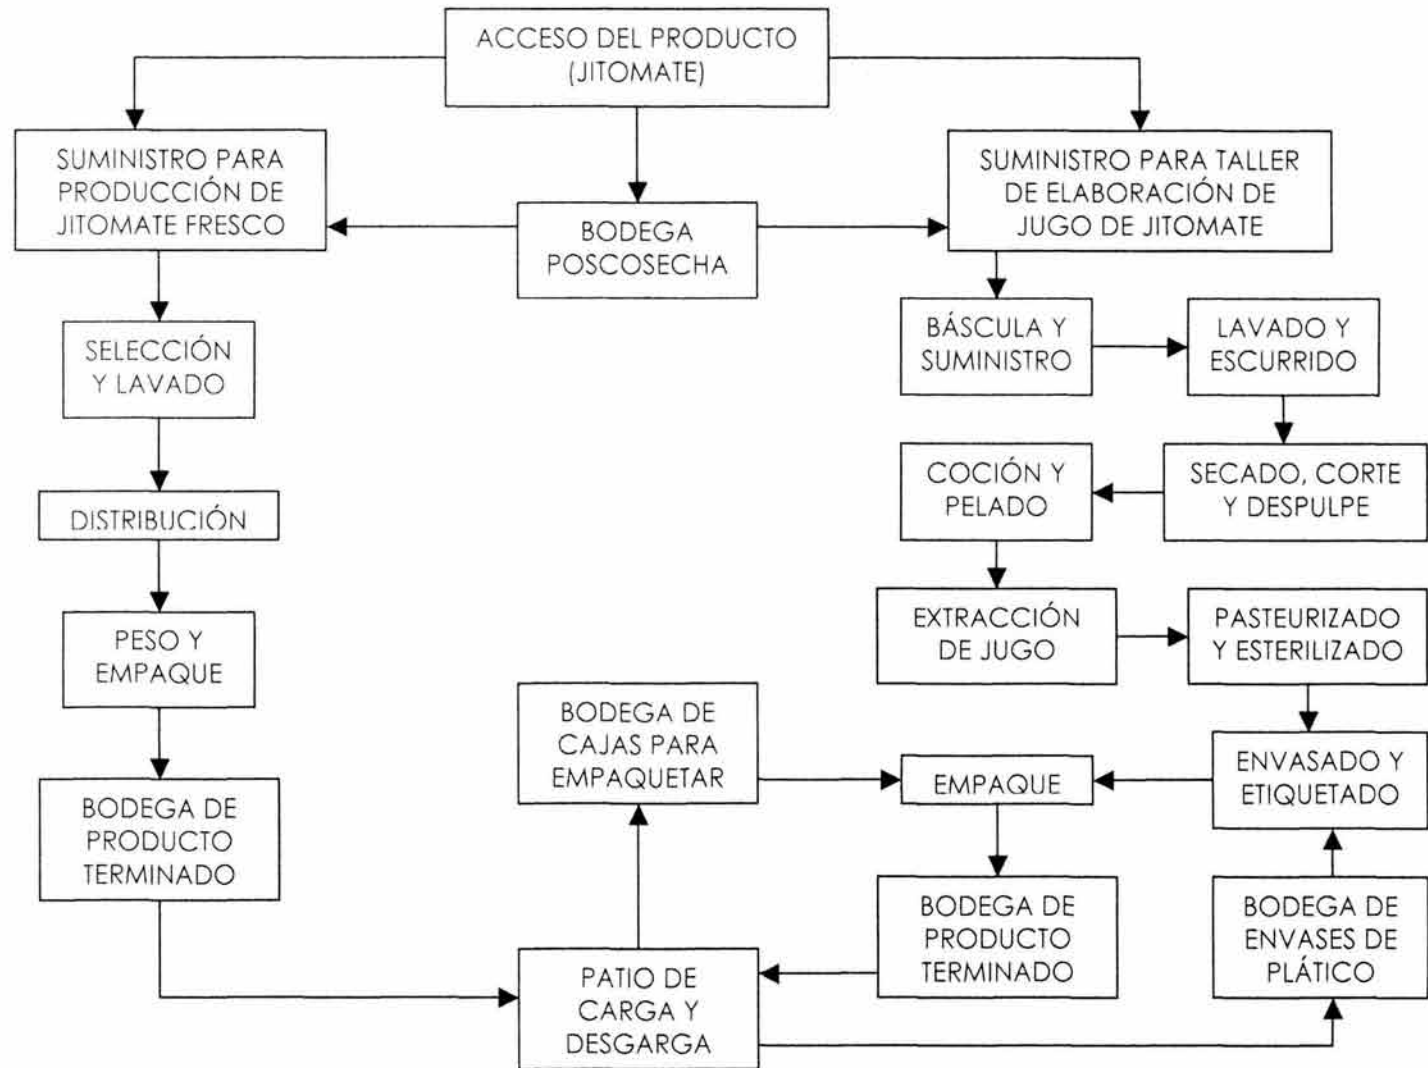 ACCESO DEL PRODUCTO
(JITOMATE)
SUMINISTRO PARA
PRODUCCIÓN DE
JITOMATE FRESCO
BODEGA
POSCOSECHA
SUMINISTRO PARA TALLER
DE ELABORACIÓN DE
JUGO DE JITOMATE
SELECCIÓN
Y LAVADO
BÁSCULA Y
SUMINISTRO
LAVADO Y
ESCURRIDO
DISTRIBUCIÓN
COCIÓN Y
PELADO
SECADO, CORTE
Y DESPULPE
PESO Y
EMPAQUE
EXTRACCIÓN
DE JUGO
PASTEURIZADO
Y ESTERILIZADO
BODEGA DE
CAJAS PARA
EMPAQUETAR
EMPAQUE
ENVASADO Y
ETIQUETADO
BODEGA DE
PRODUCTO
TERMINADO
BODEGA DE
PRODUCTO
TERMINADO
BODEGA DE
ENVASES DE
PLÁTICO
PATIO DE
CARGA Y
DESGARGA